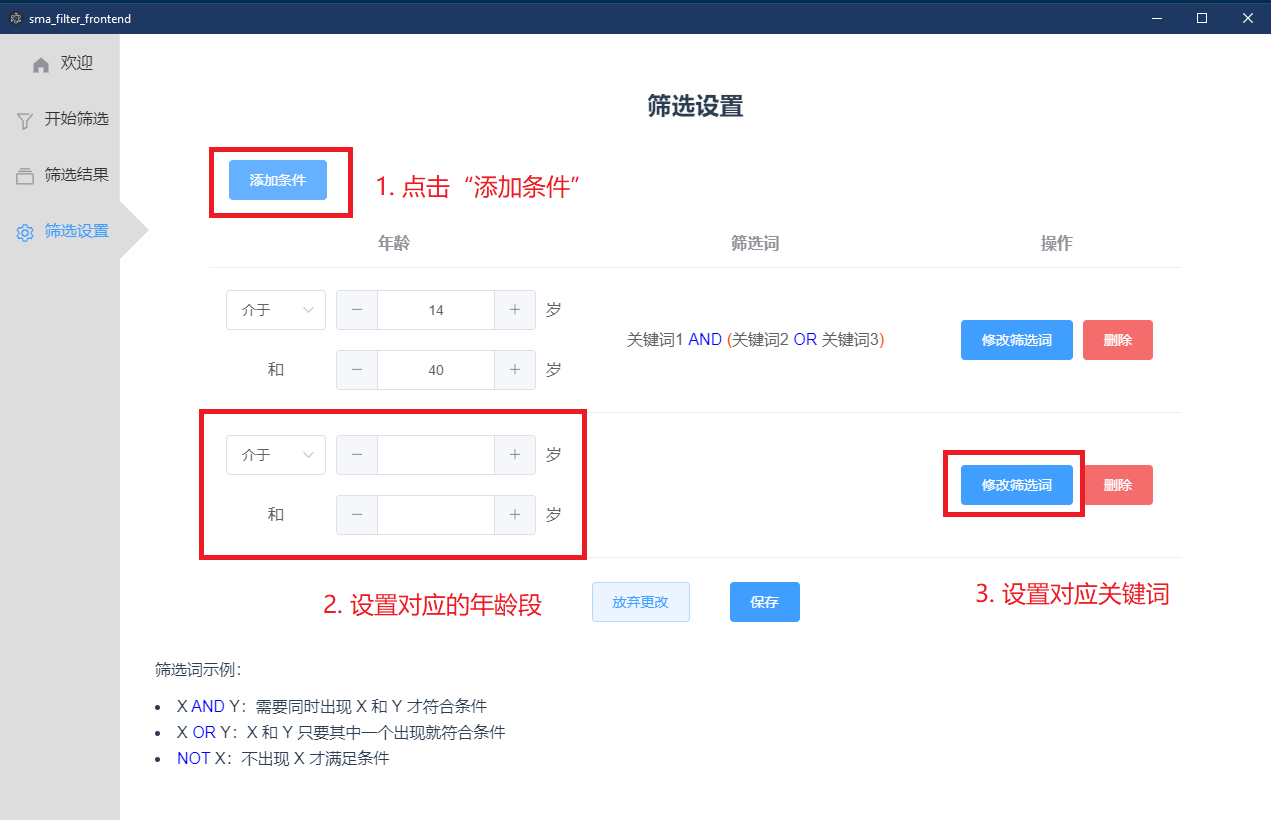 sma_filter_frontend
欢迎
开始筛选
筛选结果
筛选设置
筛选设置
添加条件
1. 点击“添加条件”
年龄 筛选词 操作
介于 − 14 + 岁
关键词1 AND (关键词2 OR 关键词3)
修改筛选词 删除
和 − 40 + 岁
介于 − + 岁
修改筛选词 删除
和 − + 岁
2. 设置对应的年龄段
放弃更改 保存
3. 设置对应关键词
筛选词示例：
• X AND Y：需要同时出现 X 和 Y 才符合条件
• X OR Y：X 和 Y 只要其中一个出现就符合条件
• NOT X：不出现 X 才满足条件